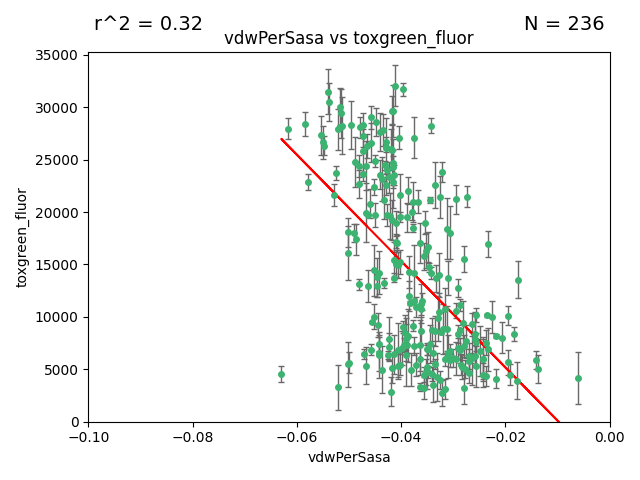 r^2 = 0.32
N = 236
vdwPerSasa vs toxgreen_fluor
35000
30000
25000
20000
15000
10000
5000
0
toxgreen_fluor
−0.10
−0.08
−0.06
−0.04
−0.02
0.00
vdwPerSasa